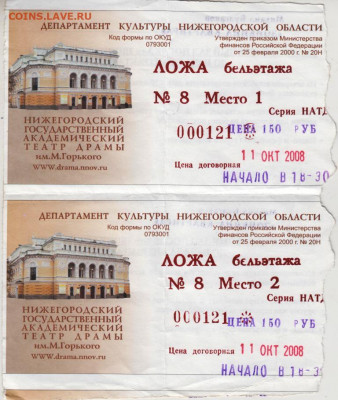 COINS.LAVE.RU
ДЕПАРТАМЕНТ КУЛЬТУРЫ НИЖЕГОРОДСКОЙ ОБЛАСТИ
Код формы по ОКУД
0793001
Утвержден приказом Министерства
финансов Российской Федерации
от 25 февраля 2000 г. № 20Н
ЛОЖА бельэтажа
№ 8 Место 1
Серия НАТД
000121
ЦЕНА 150 РУБ
Цена договорная
11 ОКТ 2008
НАЧАЛО В 18-30
НИЖЕГОРОДСКИЙ
ГОСУДАРСТВЕННЫЙ
АКАДЕМИЧЕСКИЙ
ТЕАТР ДРАМЫ
им.М.Горького
www.drama.nnov.ru
ДЕПАРТАМЕНТ КУЛЬТУРЫ НИЖЕГОРОДСКОЙ ОБЛАСТИ
Код формы по ОКУД
0793001
Утвержден приказом Министерства
финансов Российской Федерации
от 25 февраля 2000 г. № 20Н
ЛОЖА бельэтажа
№ 8 Место 2
Серия НАТД
000121
ЦЕНА 150 РУБ
Цена договорная
11 ОКТ 2008
НАЧАЛО В 18-30
НИЖЕГОРОДСКИЙ
ГОСУДАРСТВЕННЫЙ
АКАДЕМИЧЕСКИЙ
ТЕАТР ДРАМЫ
им.М.Горького
www.drama.nnov.ru